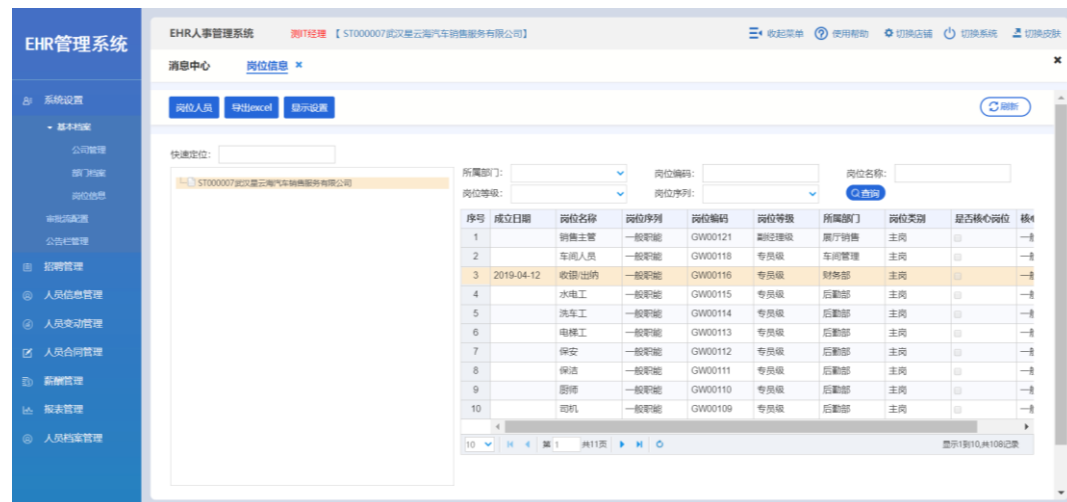 EHR管理系统
EHR人事管理系统 测IT经理 【 ST000007武汉星云海汽车销售服务有限公司】 收起菜单 使用帮助 切换店铺 切换系统 切换皮肤
消息中心 岗位信息 ×
系统设置
基本档案
公司管理
部门档案
岗位信息
审批流配置
公告栏管理
招聘管理
人员信息管理
人员变动管理
人员合同管理
薪酬管理
报表管理
人员档案管理
岗位人员 导出excel 显示设置 刷新
快速定位:
ST000007武汉星云海汽车销售服务有限公司
所属部门: 岗位编码: 岗位名称:
岗位等级: 岗位序列: 查询
序号 成立日期 岗位名称 岗位序列 岗位编码 岗位等级 所属部门 岗位类别 是否核心岗位
1 销售主管 一般职能 GW00121 副经理级 展厅销售 主岗
2 车间人员 一般职能 GW00118 专员级 车间管理 主岗
3 2019-04-12 收银/出纳 一般职能 GW00116 专员级 财务部 主岗
4 水电工 一般职能 GW00115 专员级 后勤部 主岗
5 洗车工 一般职能 GW00114 专员级 后勤部 主岗
6 电梯工 一般职能 GW00113 专员级 后勤部 主岗
7 保安 一般职能 GW00112 专员级 后勤部 主岗
8 保洁 一般职能 GW00111 专员级 后勤部 主岗
9 厨师 一般职能 GW00110 专员级 后勤部 主岗
10 司机 一般职能 GW00109 专员级 后勤部 主岗
10 第 1 共11页 显示1到10,共108记录